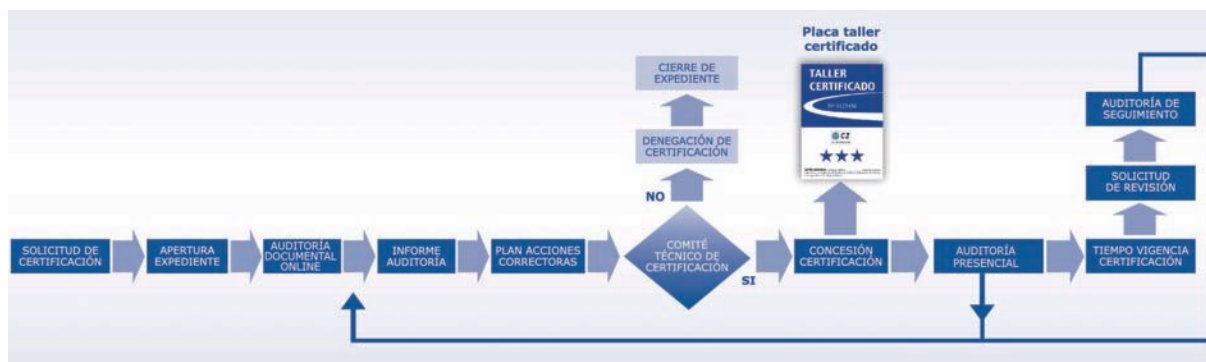 Placa taller
certificado
CIERRE DE
EXPEDIENTE
TALLER
CERTIFICADO
AUDITORÍA DE
SEGUIMIENTO
CZ
DENEGACIÓN DE
CERTIFICACIÓN
SOLICITUD
DE REVISIÓN
NO
SOLICITUD DE
CERTIFICACIÓN
APERTURA
EXPEDIENTE
AUDITORÍA
DOCUMENTAL
ONLINE
INFORME
AUDITORÍA
PLAN ACCIONES
CORRECTORAS
COMITÉ
TÉCNICO DE
CERTIFICACIÓN
SI
CONCESIÓN
CERTIFICACIÓN
AUDITORÍA
PRESENCIAL
TIEMPO VIGENCIA
CERTIFICACIÓN